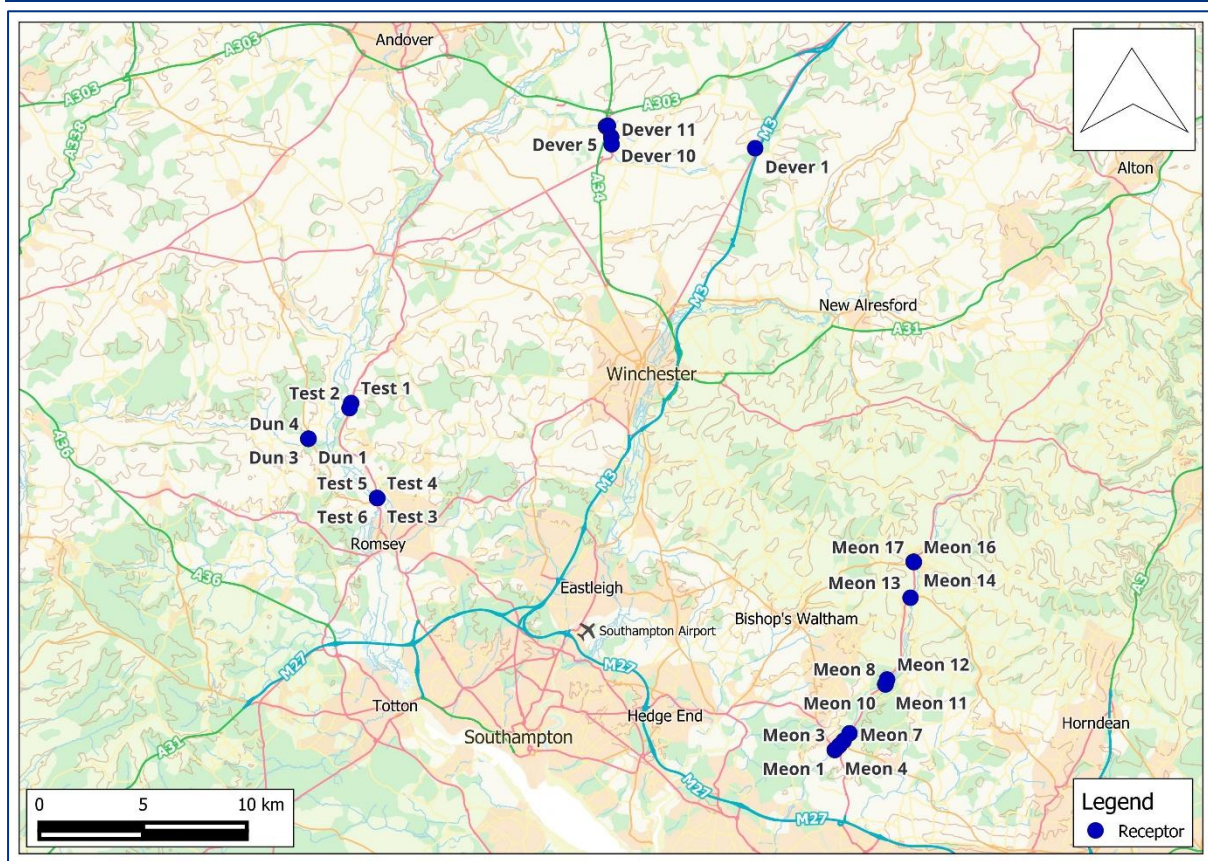 Andover
A303
A303
A303
A338
M3
Dever 11
Dever 5
Dever 10
Dever 1
Alton
A34
New Alresford
M3
A31
Winchester
Test 2
Test 1
Dun 4
Dun 3
Dun 1
A36
M3
Test 5
Test 4
Test 6
Test 3
Romsey
Meon 17
Meon 16
A36
Eastleigh
Meon 13
Meon 14
A3
Bishop's Waltham
Southampton Airport
M27
M27
Meon 8
Meon 12
Meon 10
Meon 11
Totton
Hedge End
Horndean
Southampton
A31
Meon 3
Meon 7
Meon 1
Meon 4
M27
M27
0 5 10 km
Legend
Receptor